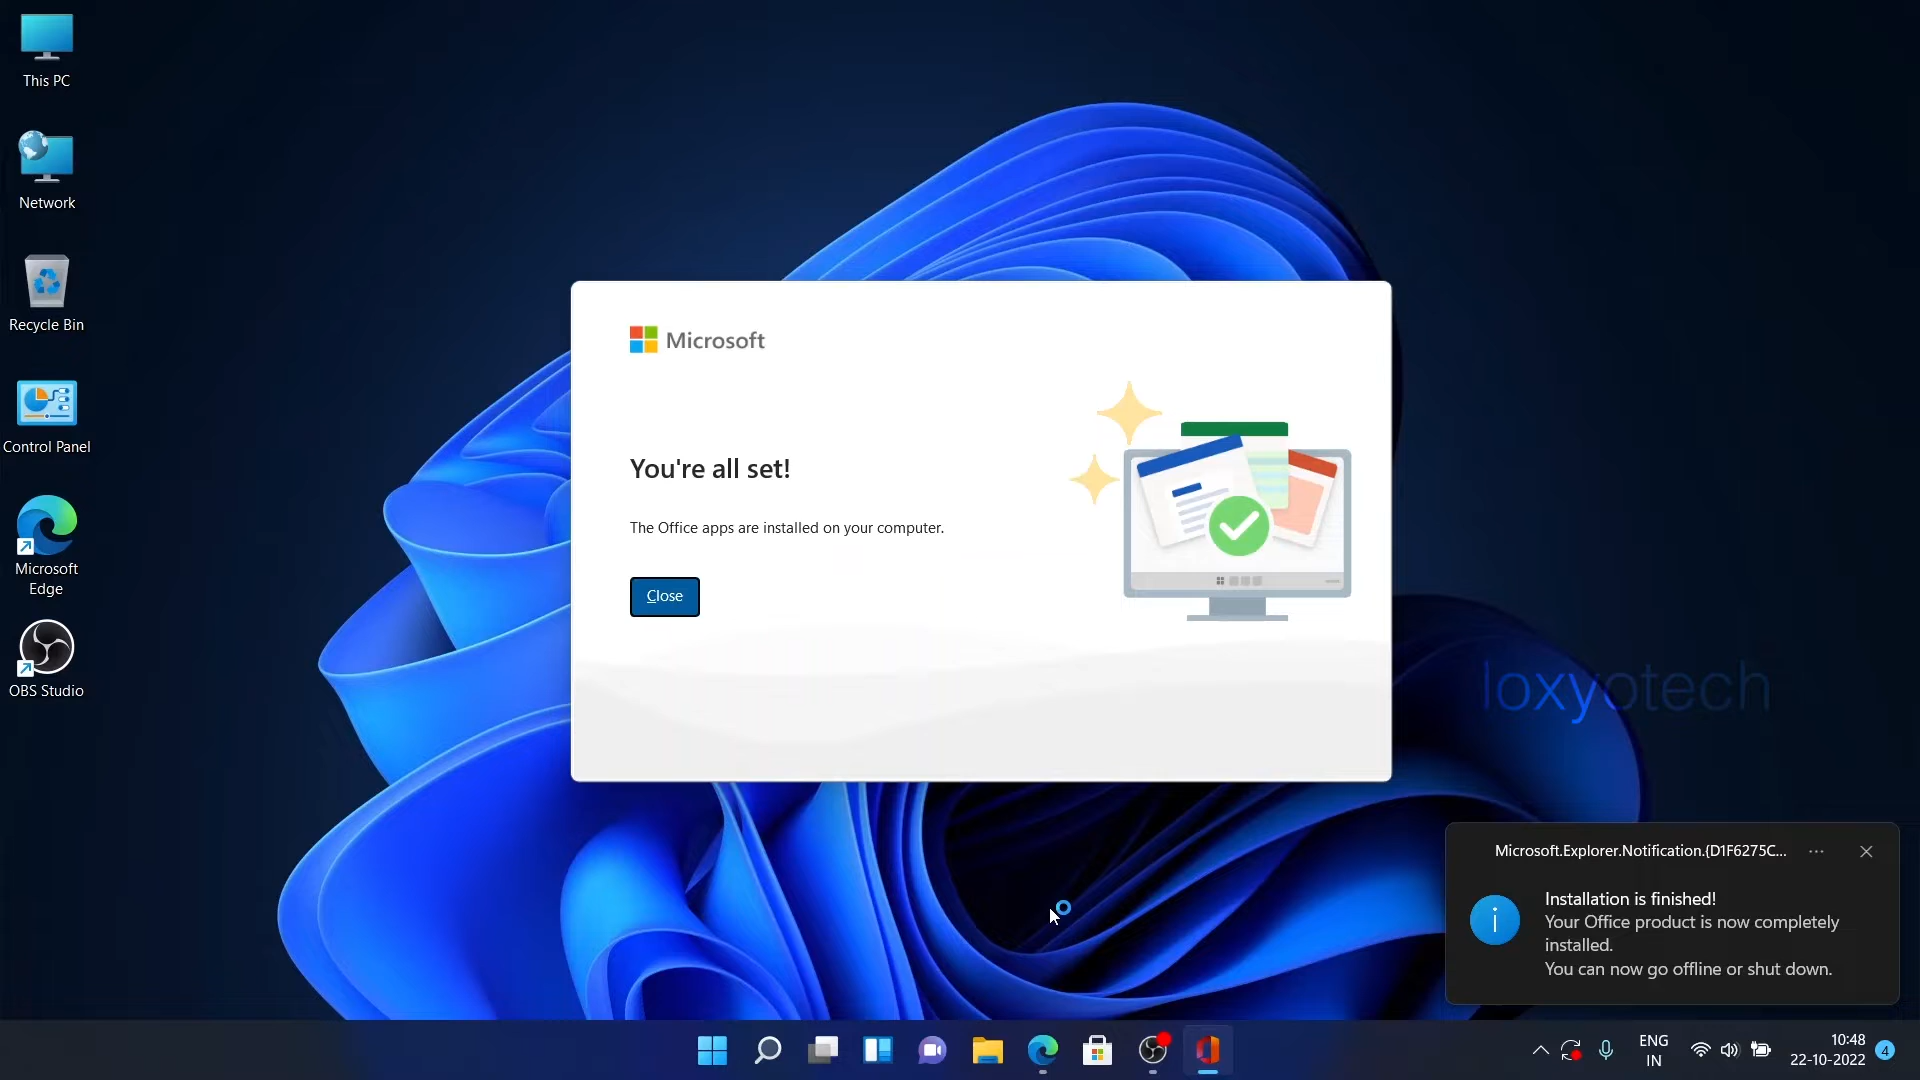 This PC
Network
Recycle Bin
Control Panel
Microsoft
Edge
OBS Studio
Microsoft
You're all set!
The Office apps are installed on your computer.
Close
loxyotech
Microsoft.Explorer.Notification.{D1F6275C...
Installation is finished!
Your Office product is now completely
installed.
You can now go offline or shut down.
ENG
IN
10:48
22-10-2022
4